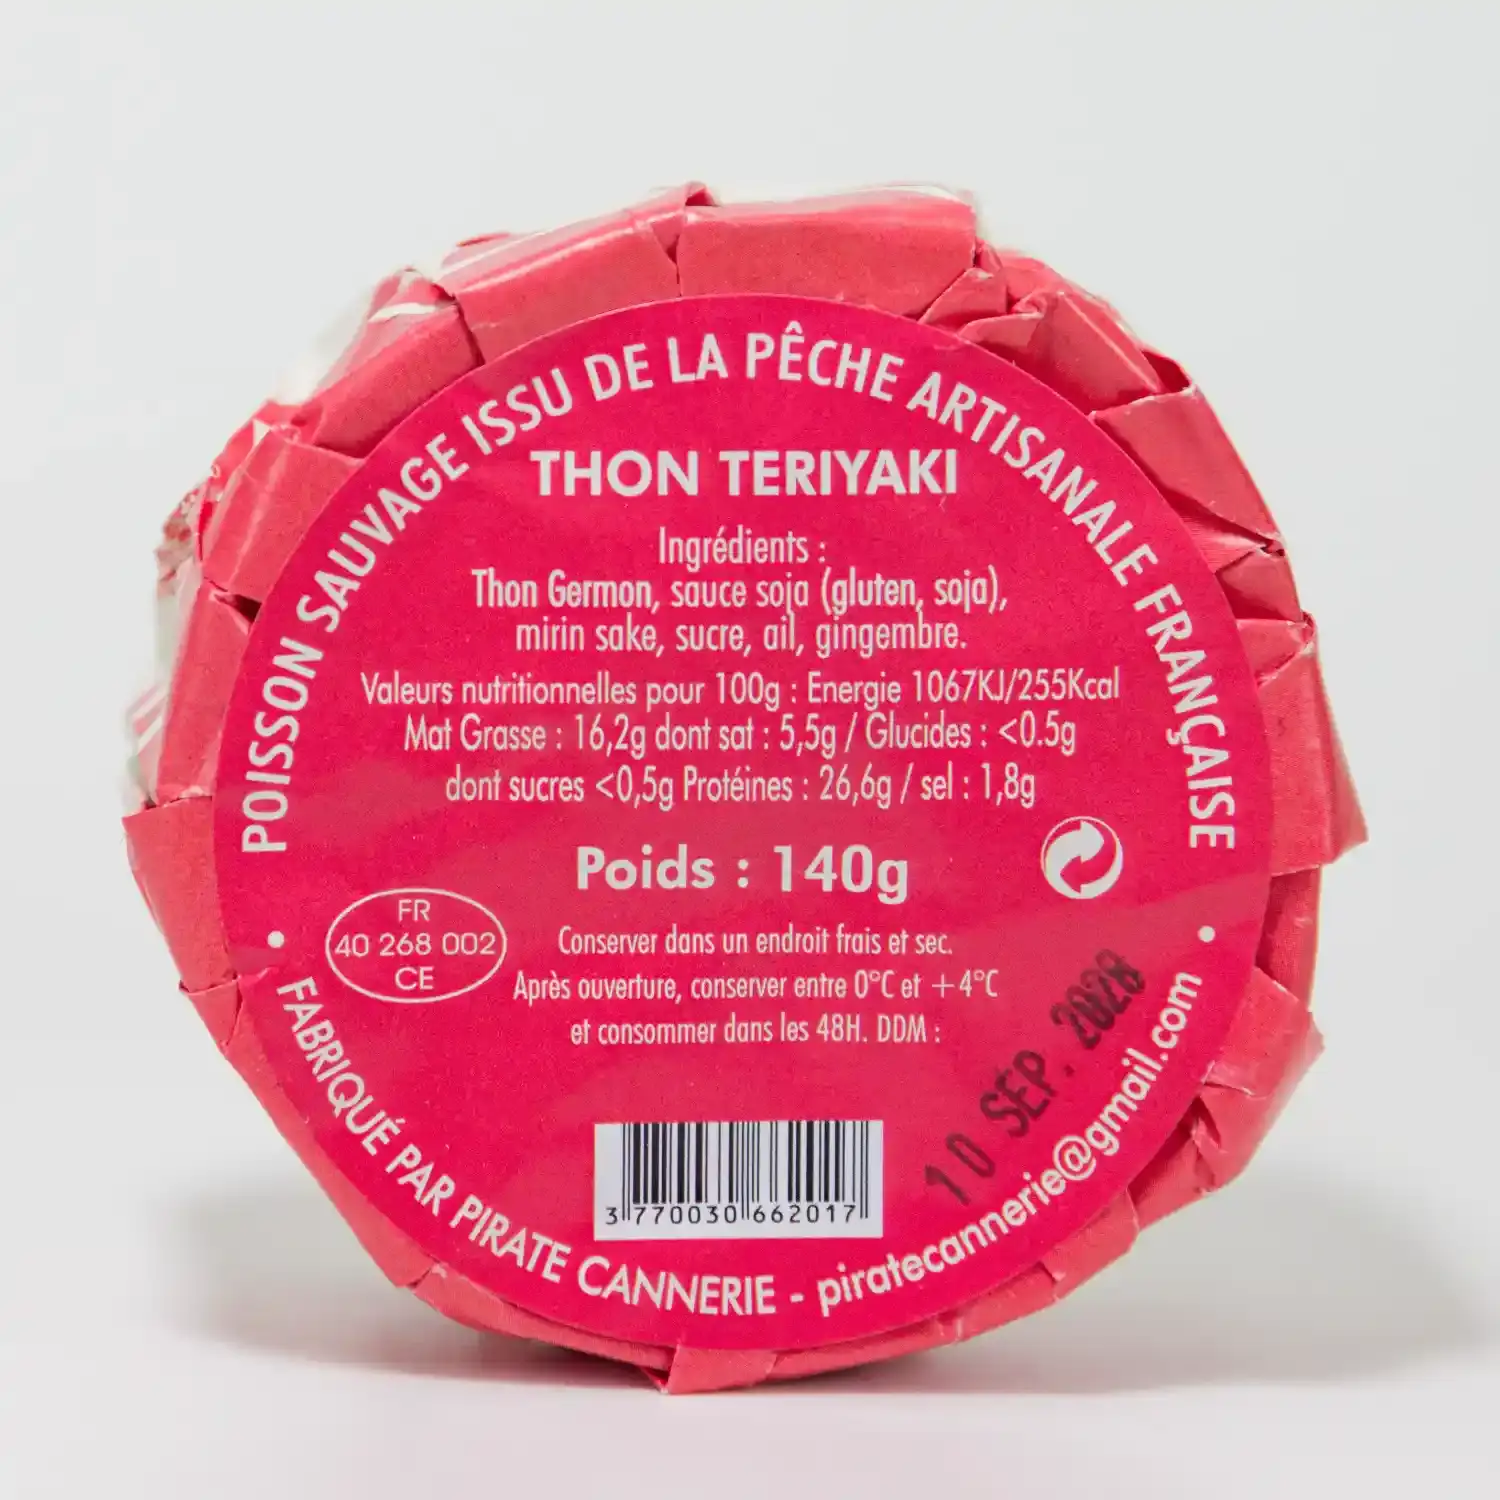 POISSON SAUVAGE ISSU DE LA PÊCHE ARTISANALE FRANÇAISE
THON TERIYAKI
Ingrédients :
Thon Germon, sauce soja (gluten, soja),
mirin sake, sucre, ail, gingembre.
Valeurs nutritionnelles pour 100g : Energie 1067KJ/255Kcal
Mat Grasse : 16,2g dont sat : 5,5g / Glucides : <0.5g
dont sucres <0,5g Protéines : 26,6g / sel : 1,8g
Poids : 140g
FR
40 268 002
CE
Conserver dans un endroit frais et sec.
Après ouverture, conserver entre 0°C et +4°C
et consommer dans les 48H. DDM :
10 SEP. 2028
3 770030 662017
• FABRIQUÉ PAR PIRATE CANNERIE - piratecannerie@gmail.com •